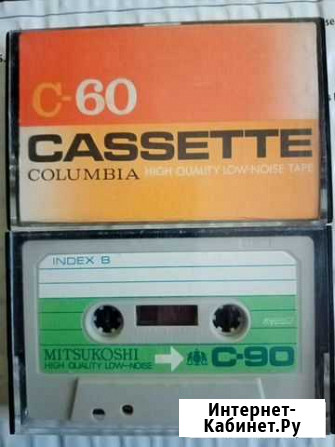 C-60
CASSETTE
COLUMBIA HIGH QUALITY LOW-NOISE TAPE
INDEX B
MITSUKOSHI
HIGH QUALITY LOW-NOISE
C-90
Интернет-
Кабинет.Ру